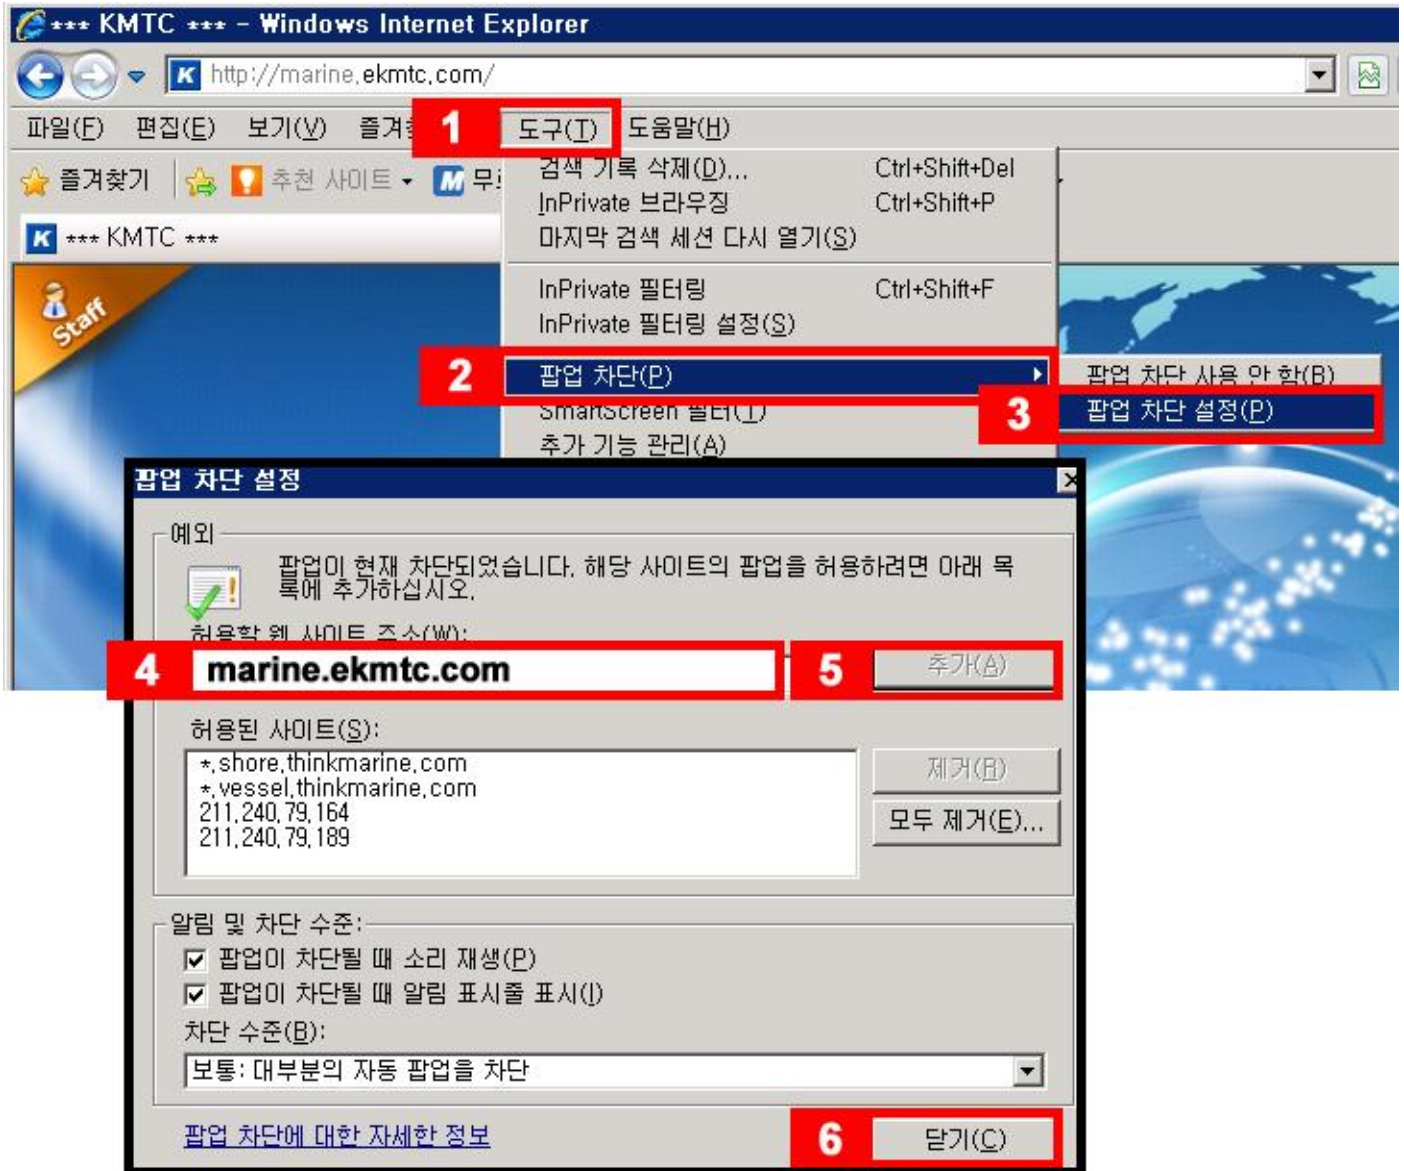 *** KMTC *** - Windows Internet Explorer
http://marine.ekmtc.com/
파일(F) 편집(E) 보기(V) 1 도구(T) 도움말(H)
즐겨찾기 추천 사이트
검색 기록 삭제(D)... Ctrl+Shift+Del
InPrivate 브라우징 Ctrl+Shift+P
*** KMTC ***
마지막 검색 세션 다시 열기(S)
Staff
InPrivate 필터링 Ctrl+Shift+F
InPrivate 필터링 설정(S)
2 팝업 차단(P)
팝업 차단 사용 안 함(B)
3 팝업 차단 설정(P)
SmartScreen 필터(T)
추가 기능 관리(A)
팝업 차단 설정
예외
팝업이 현재 차단되었습니다. 해당 사이트의 팝업을 허용하려면 아래 목
록에 추가하십시오.
허용할 웹 사이트 주소(W):
4 marine.ekmtc.com 5 추가(A)
허용된 사이트(S):
*.shore.thinkmarine.com
*.vessel.thinkmarine.com
211.240.79.164
211.240.79.189
제거(R)
모두 제거(E)...
알림 및 차단 수준:
팝업이 차단될 때 소리 재생(P)
팝업이 차단될 때 알림 표시줄 표시(I)
차단 수준(B):
보통: 대부분의 자동 팝업을 차단
팝업 차단에 대한 자세한 정보
6 닫기(C)